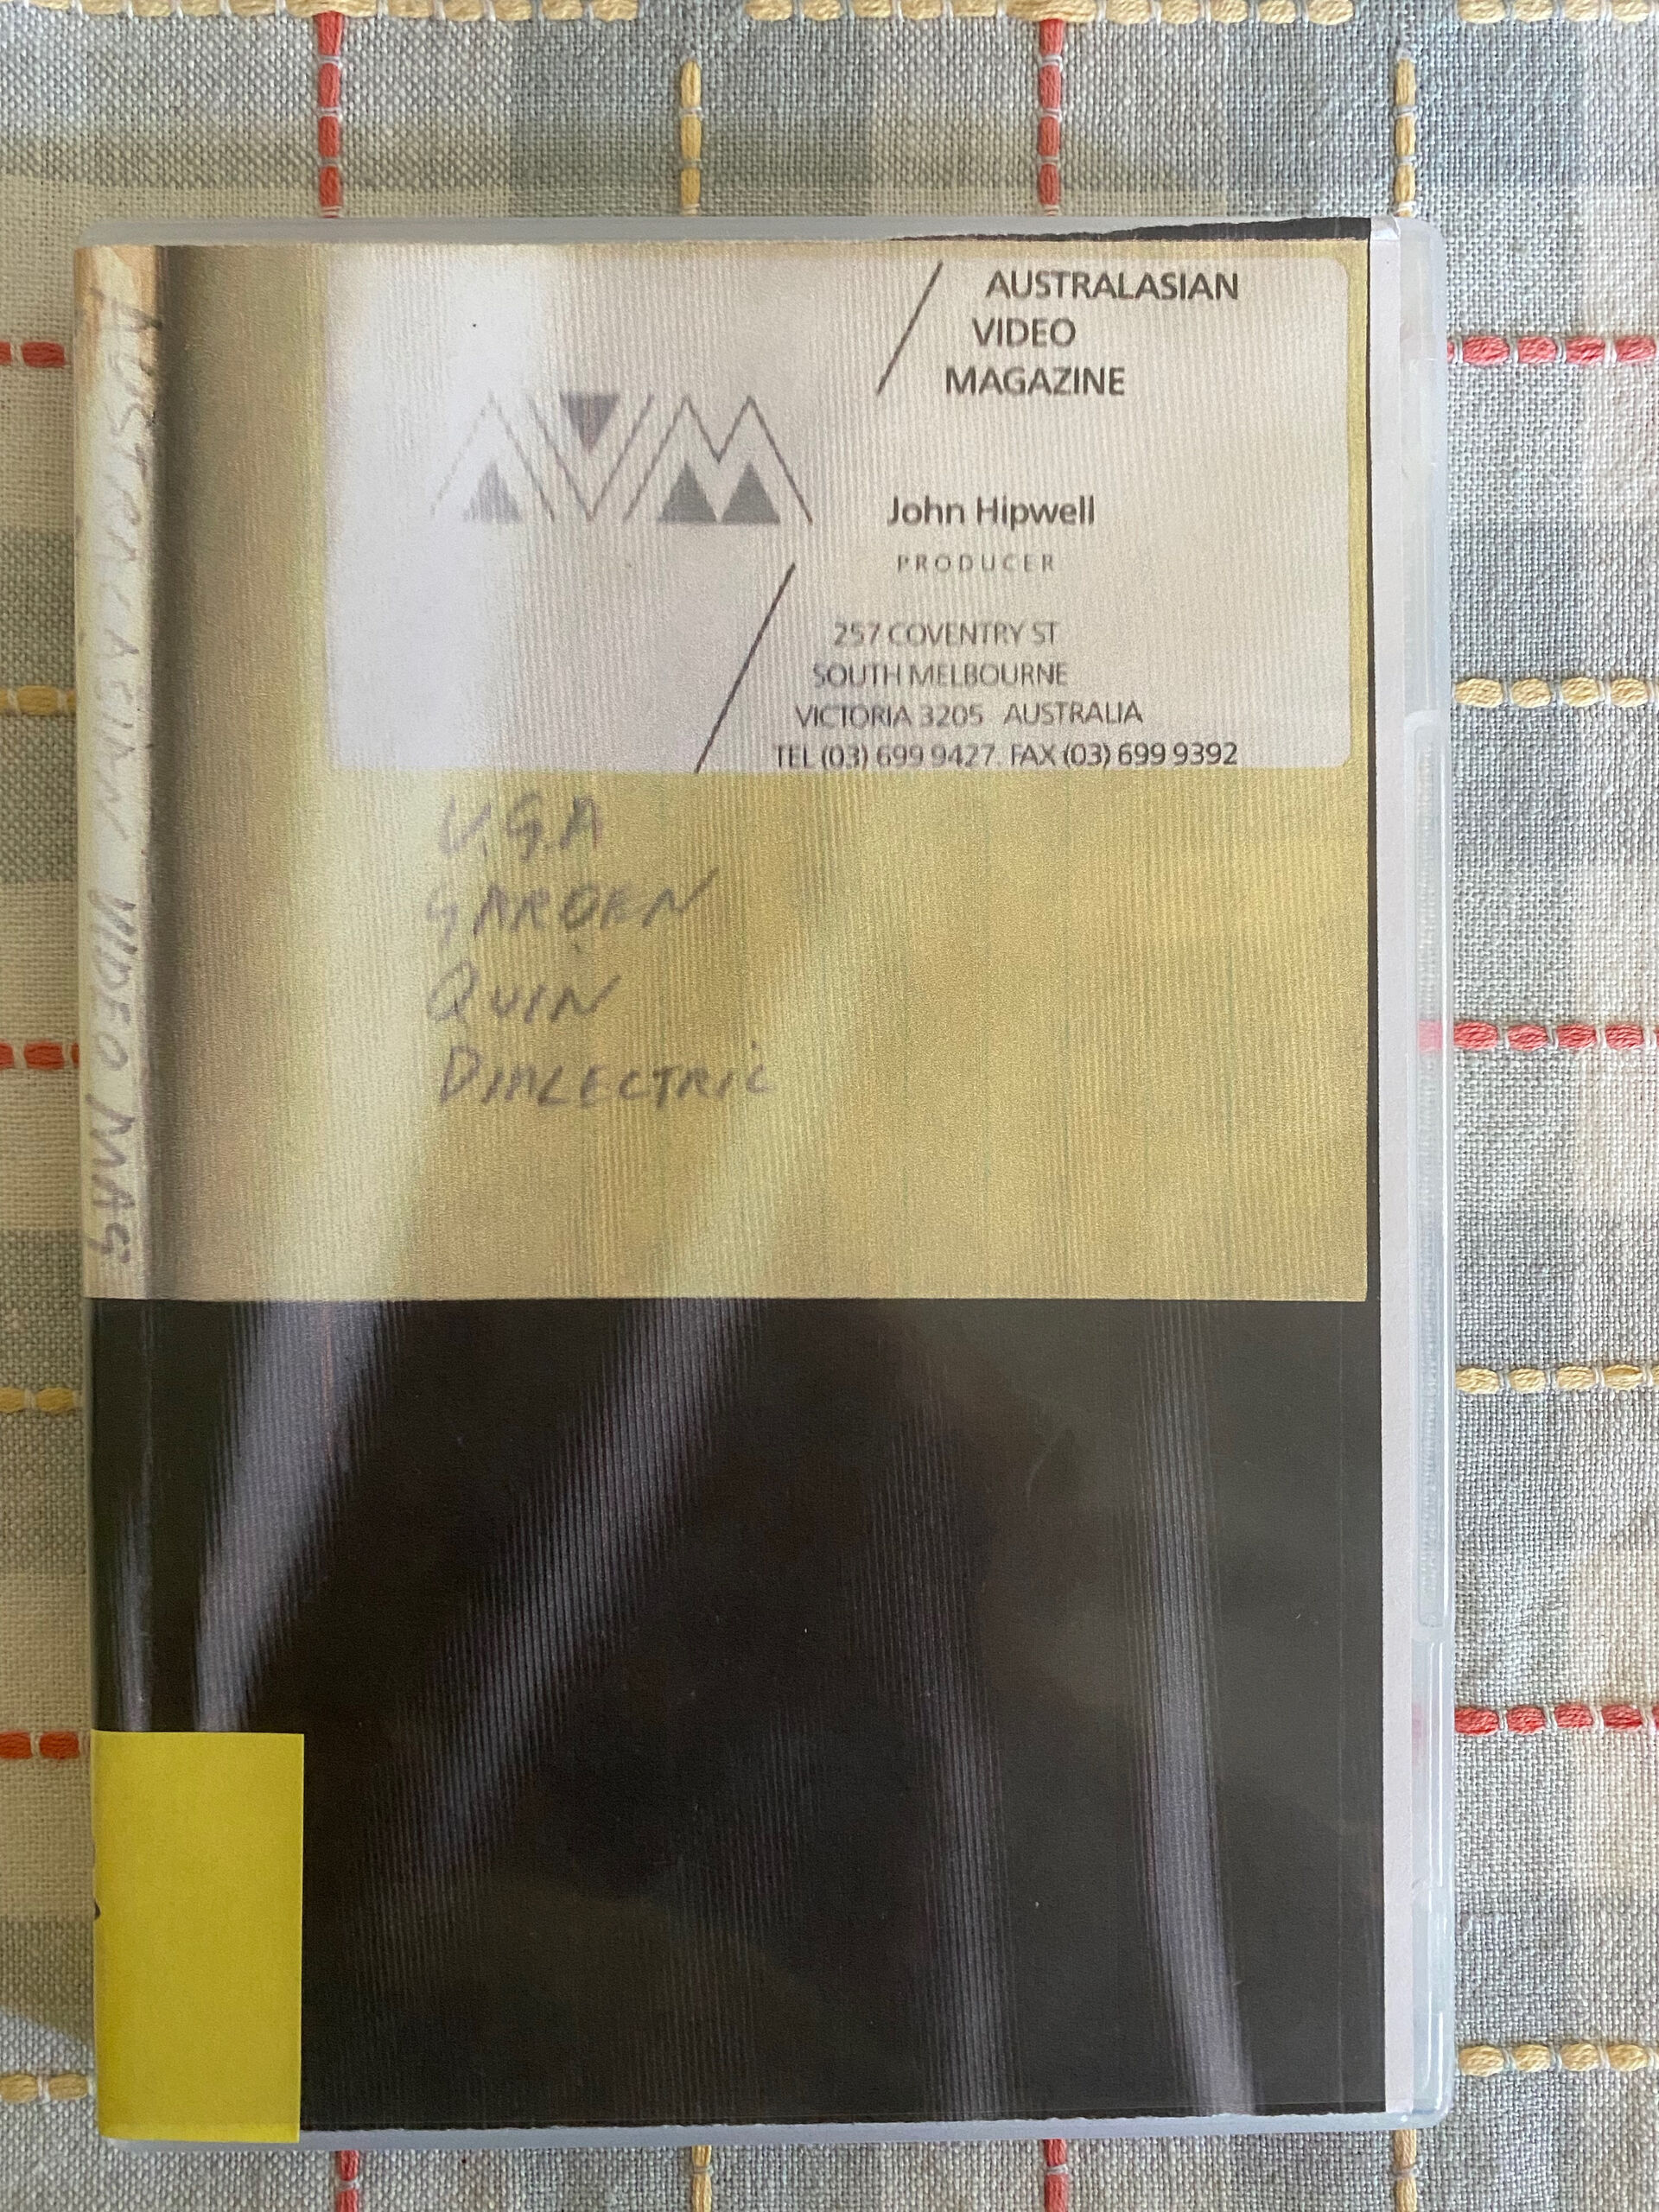 AUSTRALASIAN
VIDEO
MAGAZINE
AVM
John Hipwell
PRODUCER
257 COVENTRY ST
SOUTH MELBOURNE
VICTORIA 3205 AUSTRALIA
TEL (03) 699 9427. FAX (03) 699 9392
V.G.A
GARDEN
QUIN
DIALECTRIC
AUSTRALASIAN VIDEO MAG